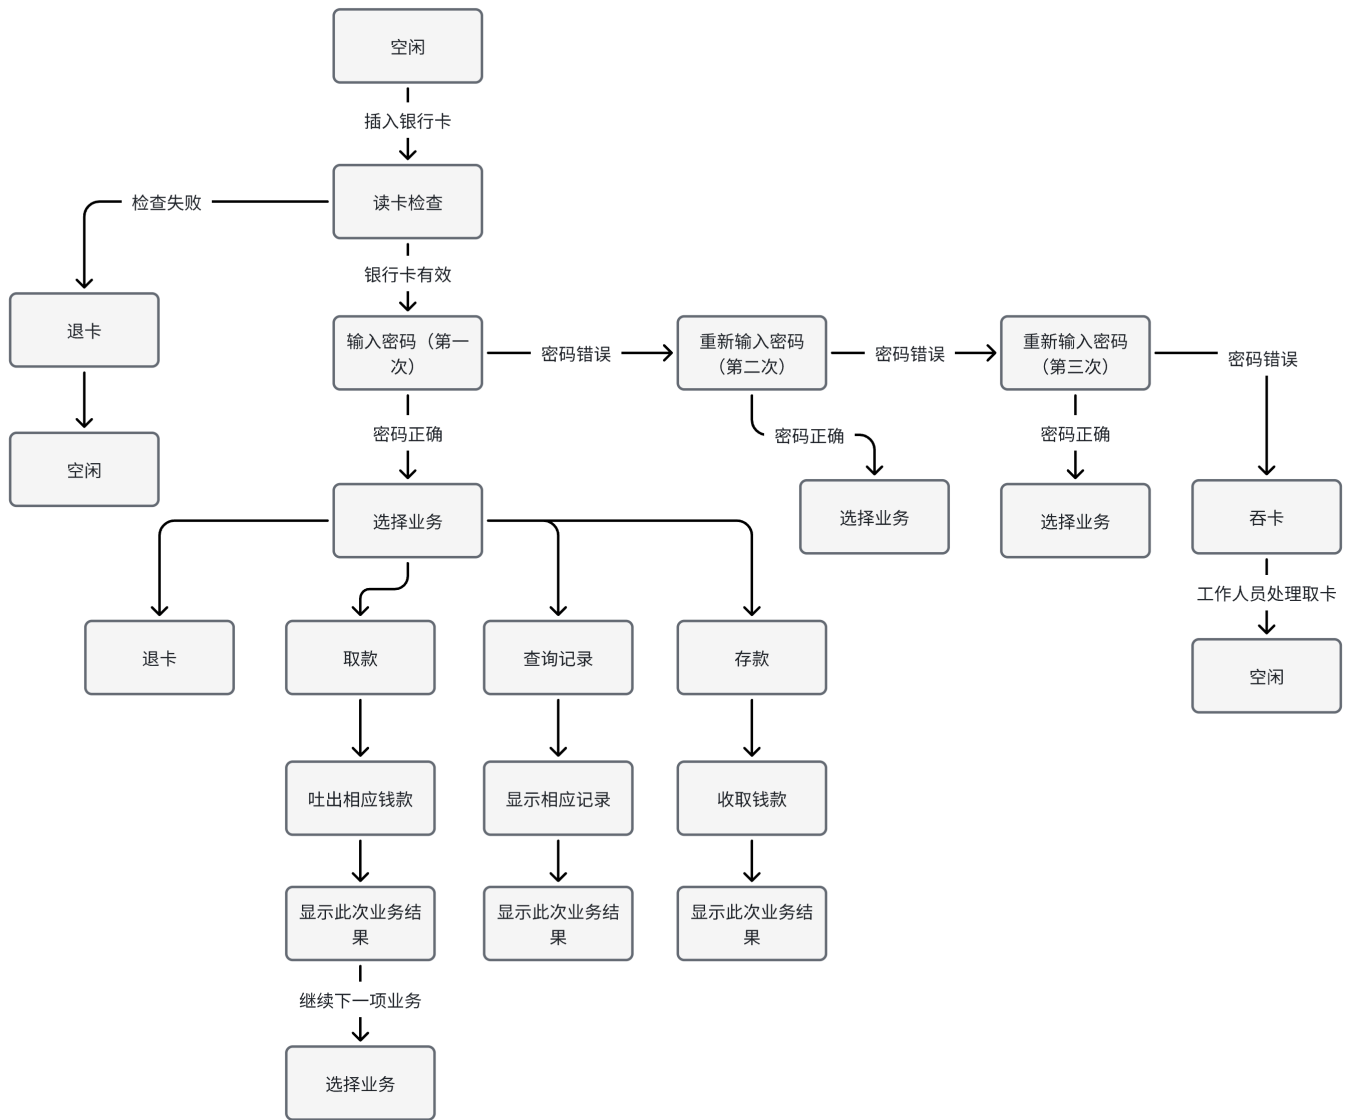 空闲
插入银行卡
检查失败
读卡检查
银行卡有效
退卡
输入密码（第一
次）
密码错误
重新输入密码
（第二次）
密码错误
重新输入密码
（第三次）
密码错误
密码正确
密码正确
密码正确
空闲
选择业务
选择业务
选择业务
吞卡
工作人员处理取卡
退卡
取款
查询记录
存款
空闲
吐出相应钱款
显示相应记录
收取钱款
显示此次业务结
果
显示此次业务结
果
显示此次业务结
果
继续下一项业务
选择业务